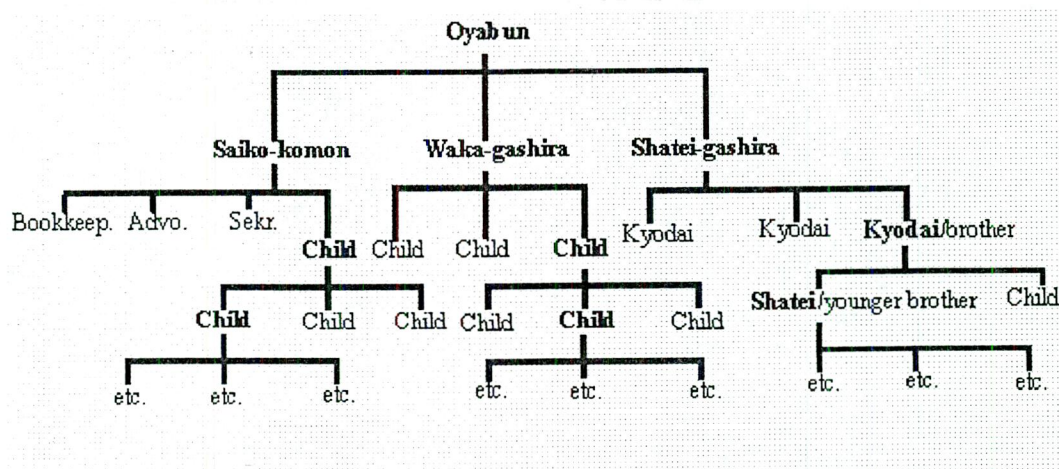 Oyabun
Saiko-komon Waka-gashira Shatei-gashira
Bookkeep. Advo. Sekr. Child Child Child Child Kyodai Kyodai Kyodai/brother
Child Child Child Child Child Child Shatei/younger brother Child
etc. etc. etc. etc. etc. etc. etc. etc. etc.